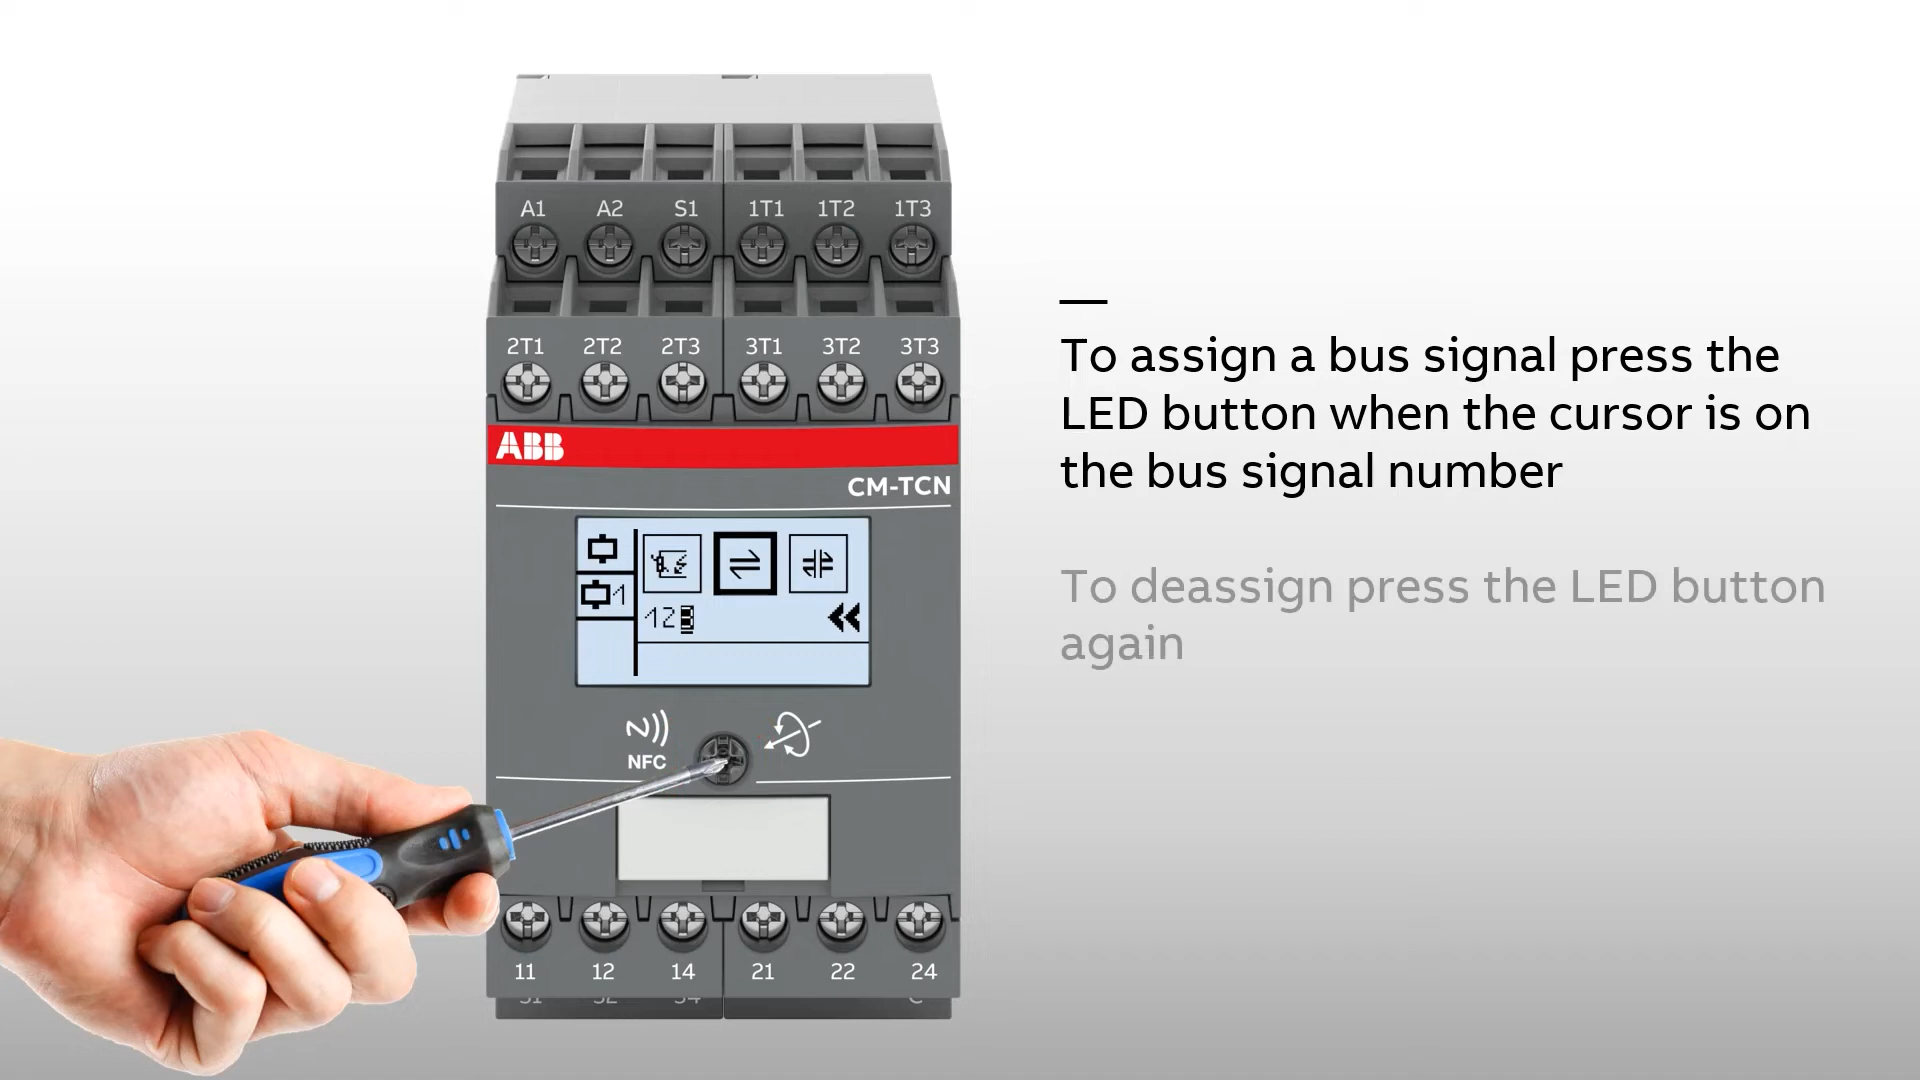 A1 A2 S1 1T1 1T2 1T3
2T1 2T2 2T3 3T1 3T2 3T3
ABB
CM-TCN
1
123
NFC
11 12 14 21 22 24
To assign a bus signal press the
LED button when the cursor is on
the bus signal number
To deassign press the LED button
again